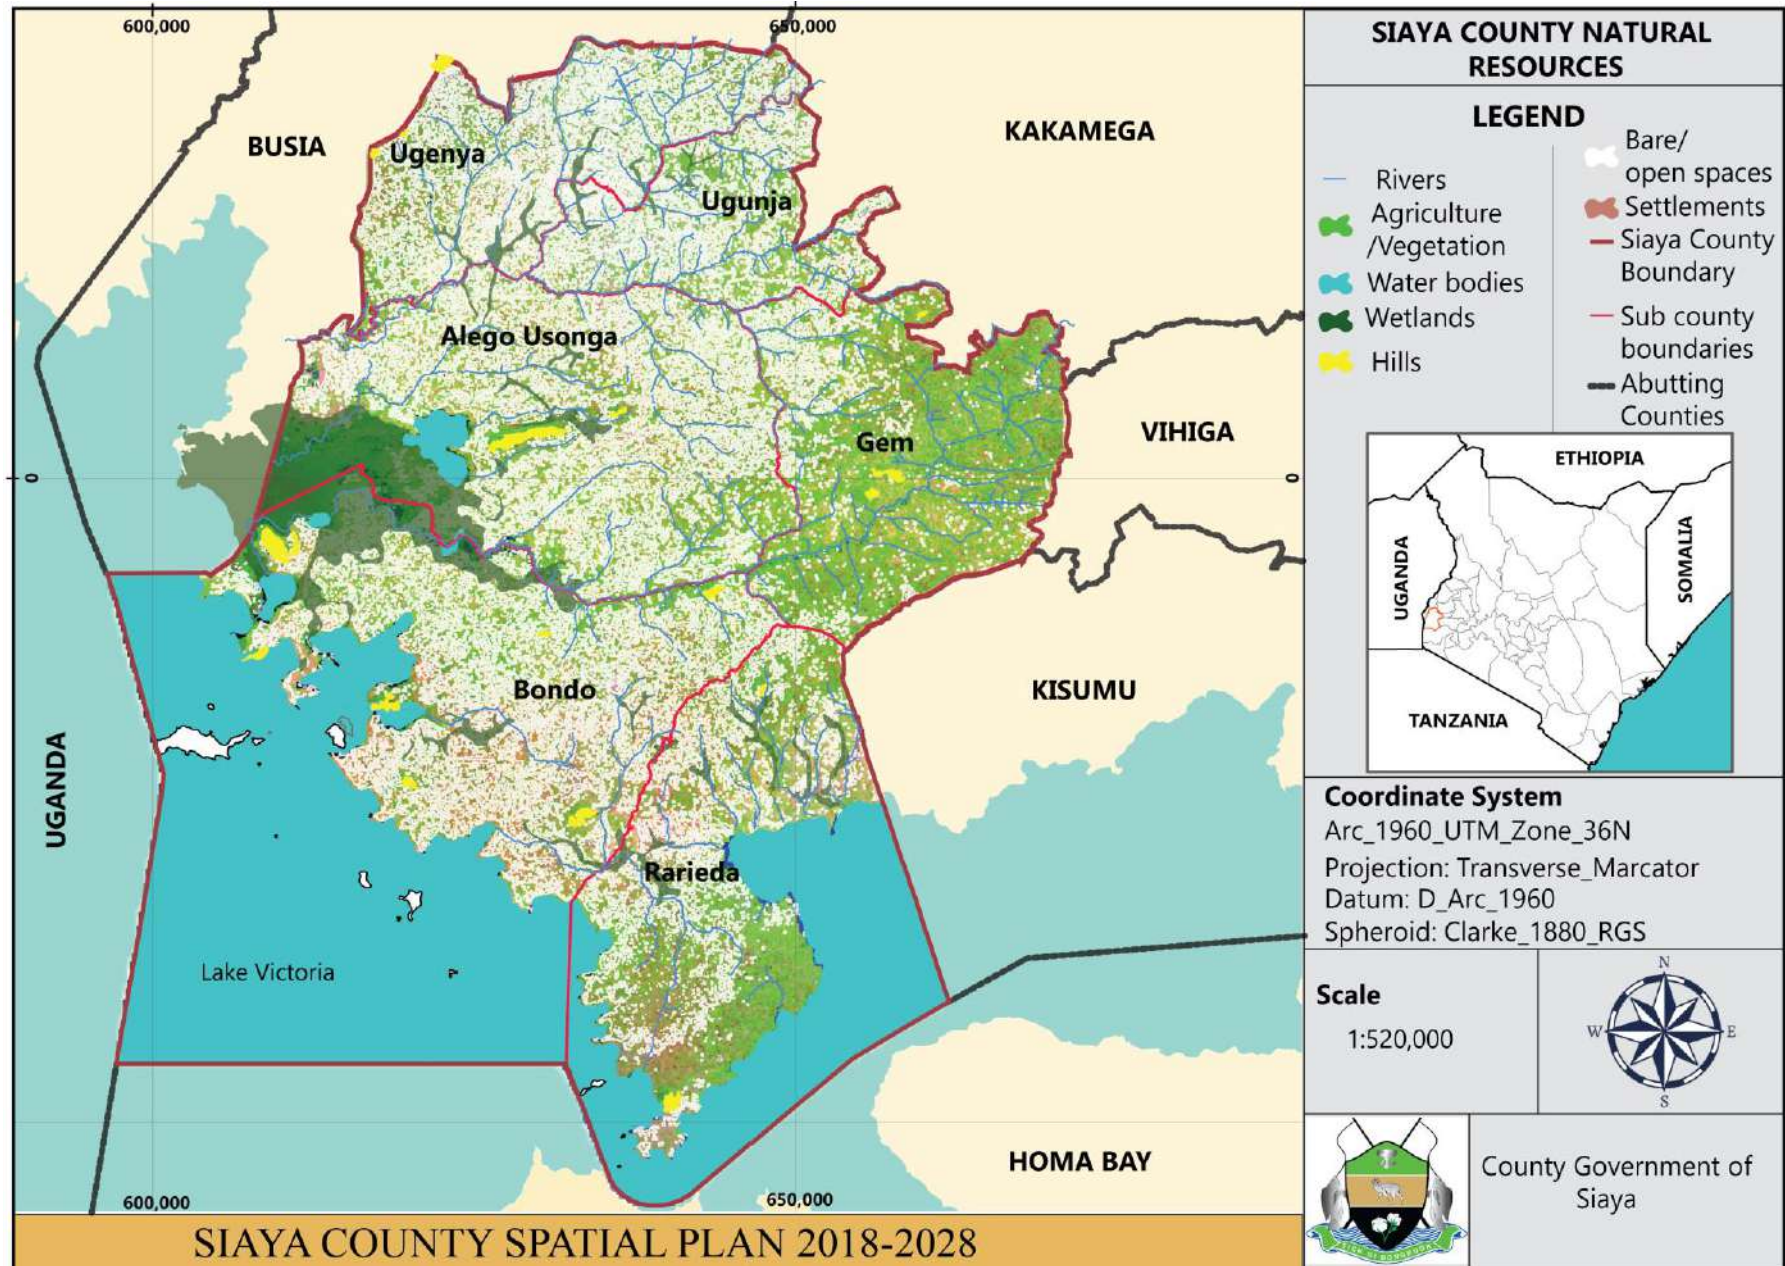 600,000
650,000
BUSIA
Ugenya
KAKAMEGA
Ugunja
Alego Usonga
Gem
VIHIGA
0
0
Bondo
KISUMU
UGANDA
Rarieda
Lake Victoria
HOMA BAY
600,000
650,000
SIAYA COUNTY SPATIAL PLAN 2018-2028
SIAYA COUNTY NATURAL
RESOURCES
LEGEND
Rivers
Agriculture
/Vegetation
Water bodies
Wetlands
Hills
Bare/
open spaces
Settlements
Siaya County
Boundary
Sub county
boundaries
Abutting
Counties
ETHIOPIA
UGANDA
SOMALIA
TANZANIA
Coordinate System
Arc_1960_UTM_Zone_36N
Projection: Transverse_Marcator
Datum: D_Arc_1960
Spheroid: Clarke_1880_RGS
Scale
1:520,000
N
W
E
S
County Government of
Siaya